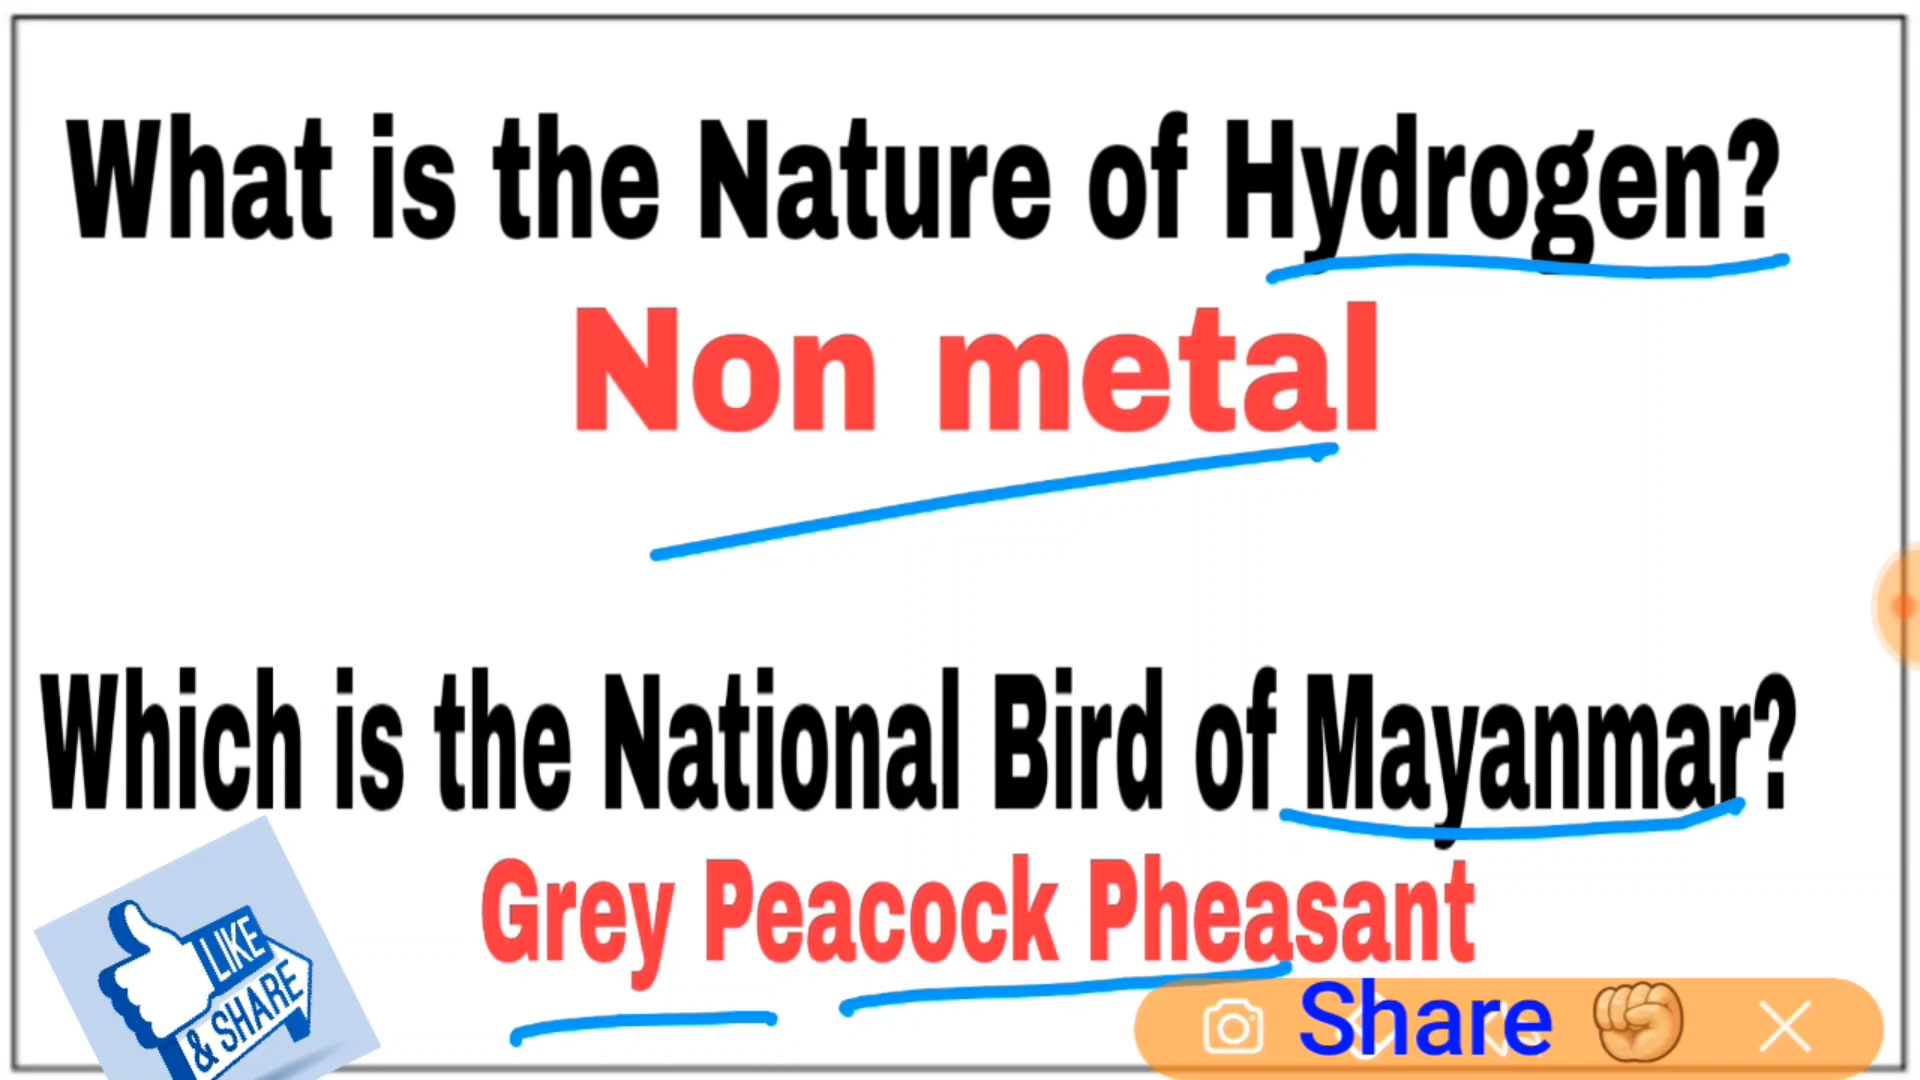 What is the Nature of Hydrogen?
Non metal
Which is the National Bird of Mayanmar?
Grey Peacock Pheasant
LIKE
& SHARE
Share ✊